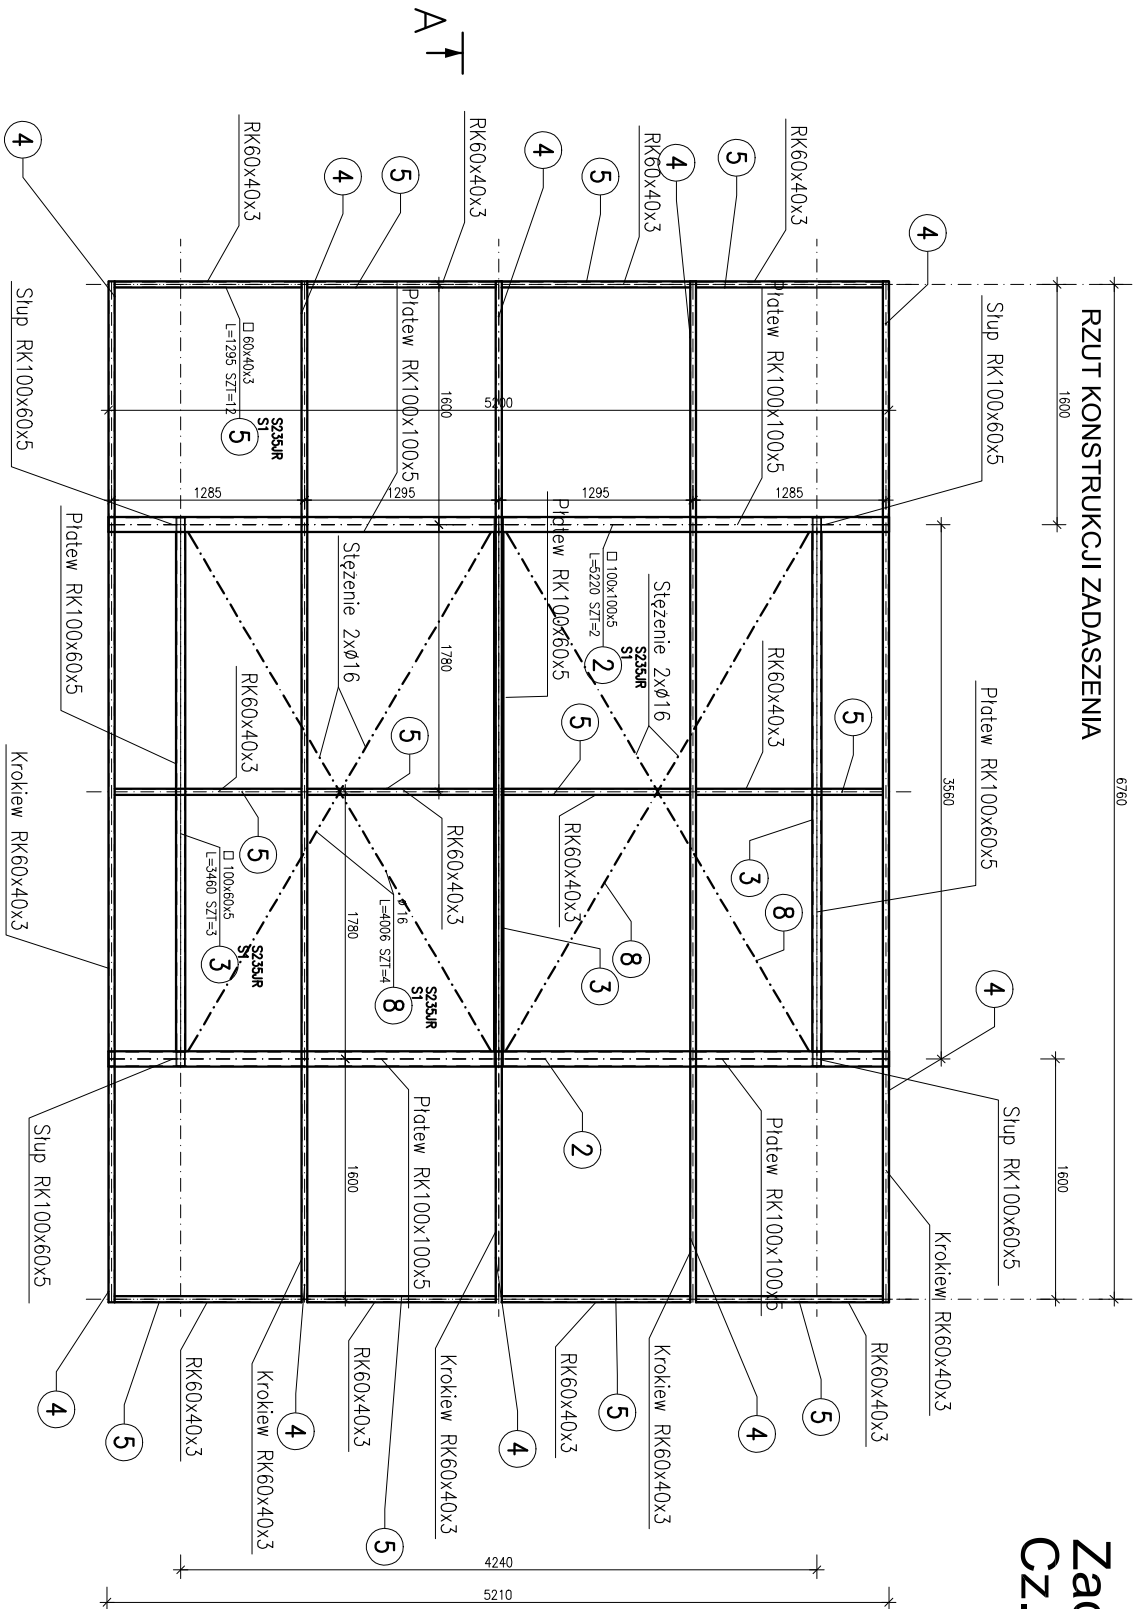 RZUT KONSTRUKCJI ZADASZENIA
6760
1600
3560
1600
Słup RK100x60x5
Płatew RK100x60x5
Słup RK100x60x5
Krokiew RK60x40x3
4
4
RK60x40x3
5
RK60x40x3
5
3
8
RK60x40x3
5
4
RK60x40x3
5
Płatew RK100x100x5
Płatew RK100x100x5
Krokiew RK60x40x3
4
Stężenie 2xø16
□ 100x100x5
L=5220 SZT=2
S235JR
S1
2
5
8
3
2
RK60x40x3
RK60x40x3
5
4
Płatew RK100x60x5
4
RK60x40x3
5
4
Płatew RK100x100x5
1600
1780
RK60x40x3
5
Płatew RK100x100x5
Krokiew RK60x40x3
Stężenie 2xø16
ø 16
L=4006 SZT=4
S235JR
S1
8
1780
1600
RK60x40x3
5
5200
1285
1295
1295
1285
RK60x40x3
□ 60x40x3
L=1295 SZT=12
S235JR
S1
5
RK60x40x3
5
□ 100x60x5
L=3460 SZT=3
S235JR
S1
3
Krokiew RK60x40x3
4
RK60x40x3
5
4
4
Słup RK100x60x5
Płatew RK100x60x5
Krokiew RK60x40x3
Słup RK100x60x5
4240
5210
A
Cz.